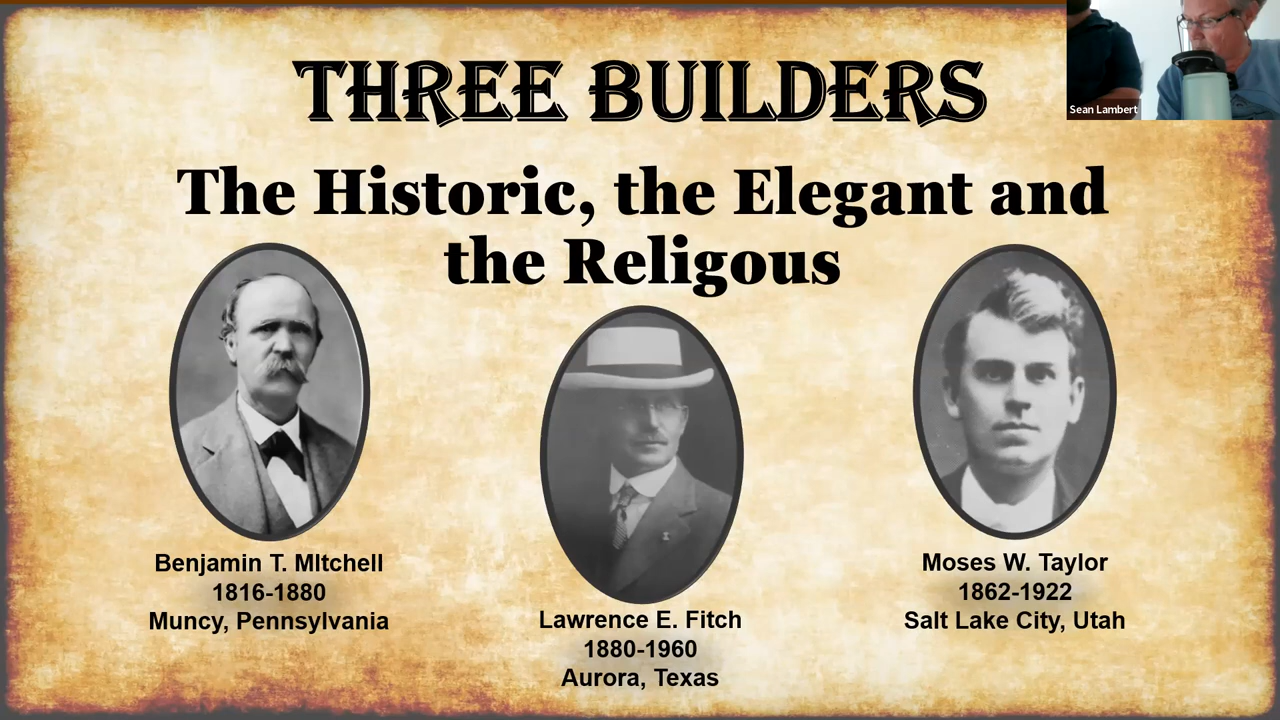 THREE BUILDERS
The Historic, the Elegant and
the Religous
Sean Lambert
Benjamin T. MItchell
1816-1880
Muncy, Pennsylvania
Lawrence E. Fitch
1880-1960
Aurora, Texas
Moses W. Taylor
1862-1922
Salt Lake City, Utah